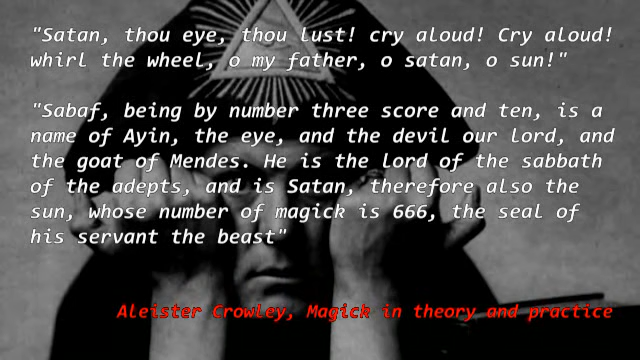 "Satan, thou eye, thou lust! cry aloud! Cry aloud!
whirl the wheel, o my father, o satan, o sun!"
"Sabaf, being by number three score and ten, is a
name of Ayin, the eye, and the devil our lord, and
the goat of Mendes. He is the lord of the sabbath
of the adepts, and is Satan, therefore also the
sun, whose number of magick is 666, the seal of
his servant the beast"
Aleister Crowley, Magick in theory and practice